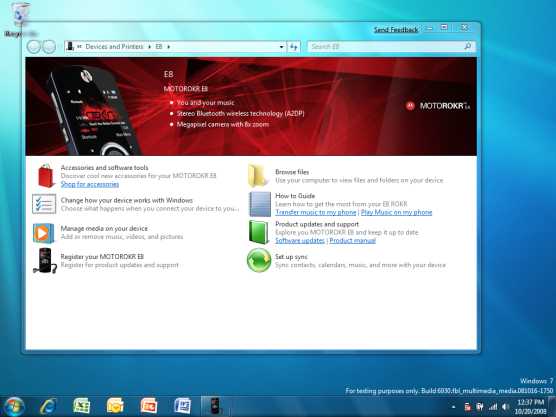 Send Feedback
Recycle Bin
« Devices and Printers ▸ E8 ▸
Search E8
E8
MOTOROKR E8
• You and your music
• Stereo Bluetooth wireless technology (A2DP)
• Megapixel camera with 8x zoom
MOTOROKR E8
Accessories and software tools
Discover cool new accessories for your MOTOROKR E8
Shop for accessories
Browse files
Use your computer to view files and folders on your device
Change how your device works with Windows
Choose what happens when you connect your device to you...
How to Guide
Learn how to get the most from your E8 ROKR
Transfer music to my phone | Play Music on my phone
Manage media on your device
Add or remove music, videos, and pictures
Product updates and support
Explore you MOTOROKR E8 and keep it up to date
Software updates | Product manual
Register your MOTOROKR E8
Register for product updates and support
Set up sync
Sync contacts, calendars, music, and more with your device
Windows 7
For testing purposes only. Build 6930.fbl_multimedia_media.081016-1750
12:37 PM
10/20/2008